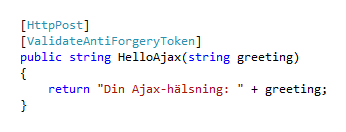 [HttpPost]
[ValidateAntiForgeryToken]
public string HelloAjax(string greeting)
{
    return "Din Ajax-hälsning: " + greeting;
}